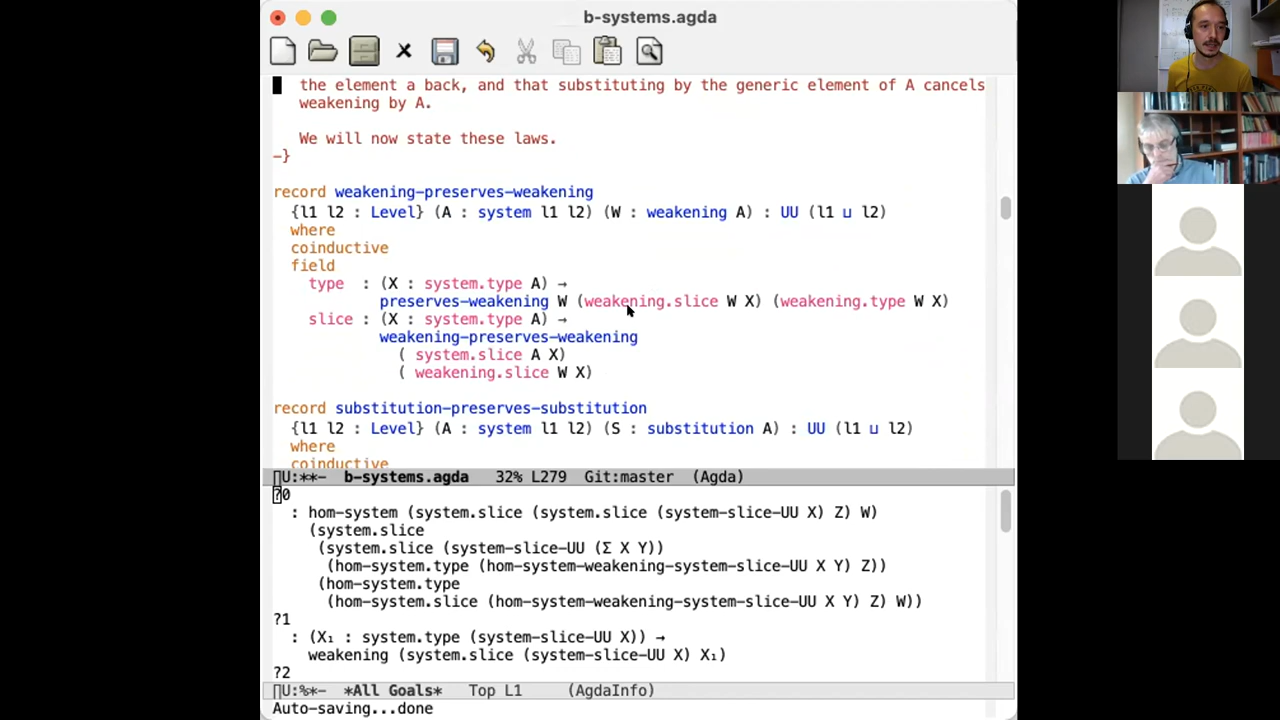 b-systems.agda
the element a back, and that substituting by the generic element of A cancels
weakening by A.
We will now state these laws.
-}
record weakening-preserves-weakening
{l1 l2 : Level} (A : system l1 l2) (W : weakening A) : UU (l1 ⊔ l2)
where
coinductive
field
type : (X : system.type A) →
preserves-weakening W (weakening.slice W X) (weakening.type W X)
slice : (X : system.type A) →
weakening-preserves-weakening
( system.slice A X)
( weakening.slice W X)
record substitution-preserves-substitution
{l1 l2 : Level} (A : system l1 l2) (S : substitution A) : UU (l1 ⊔ l2)
where
coinductive
U:**- b-systems.agda 32% L279 Git:master (Agda)
?0
: hom-system (system.slice (system.slice (system-slice-UU X) Z) W)
(system.slice
(system.slice (system-slice-UU (Σ X Y))
(hom-system.type (hom-system-weakening-system-slice-UU X Y) Z))
(hom-system.type
(hom-system.slice (hom-system-weakening-system-slice-UU X Y) Z) W))
?1
: (X₁ : system.type (system-slice-UU X)) →
weakening (system.slice (system-slice-UU X) X₁)
?2
U:%*- *All Goals* Top L1 (AgdaInfo)
Auto-saving...done